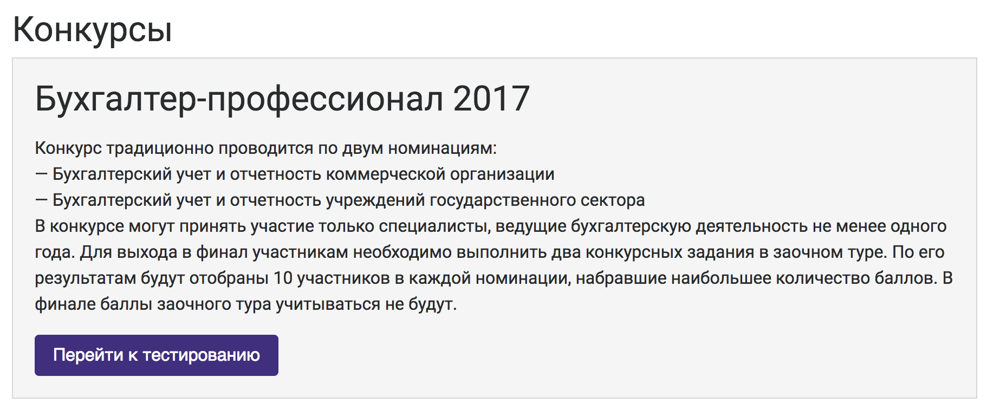 Конкурсы
Бухгалтер-профессионал 2017
Конкурс традиционно проводится по двум номинациям:
— Бухгалтерский учет и отчетность коммерческой организации
— Бухгалтерский учет и отчетность учреждений государственного сектора
В конкурсе могут принять участие только специалисты, ведущие бухгалтерскую деятельность не менее одного
года. Для выхода в финал участникам необходимо выполнить два конкурсных задания в заочном туре. По его
результатам будут отобраны 10 участников в каждой номинации, набравшие наибольшее количество баллов. В
финале баллы заочного тура учитываться не будут.
Перейти к тестированию